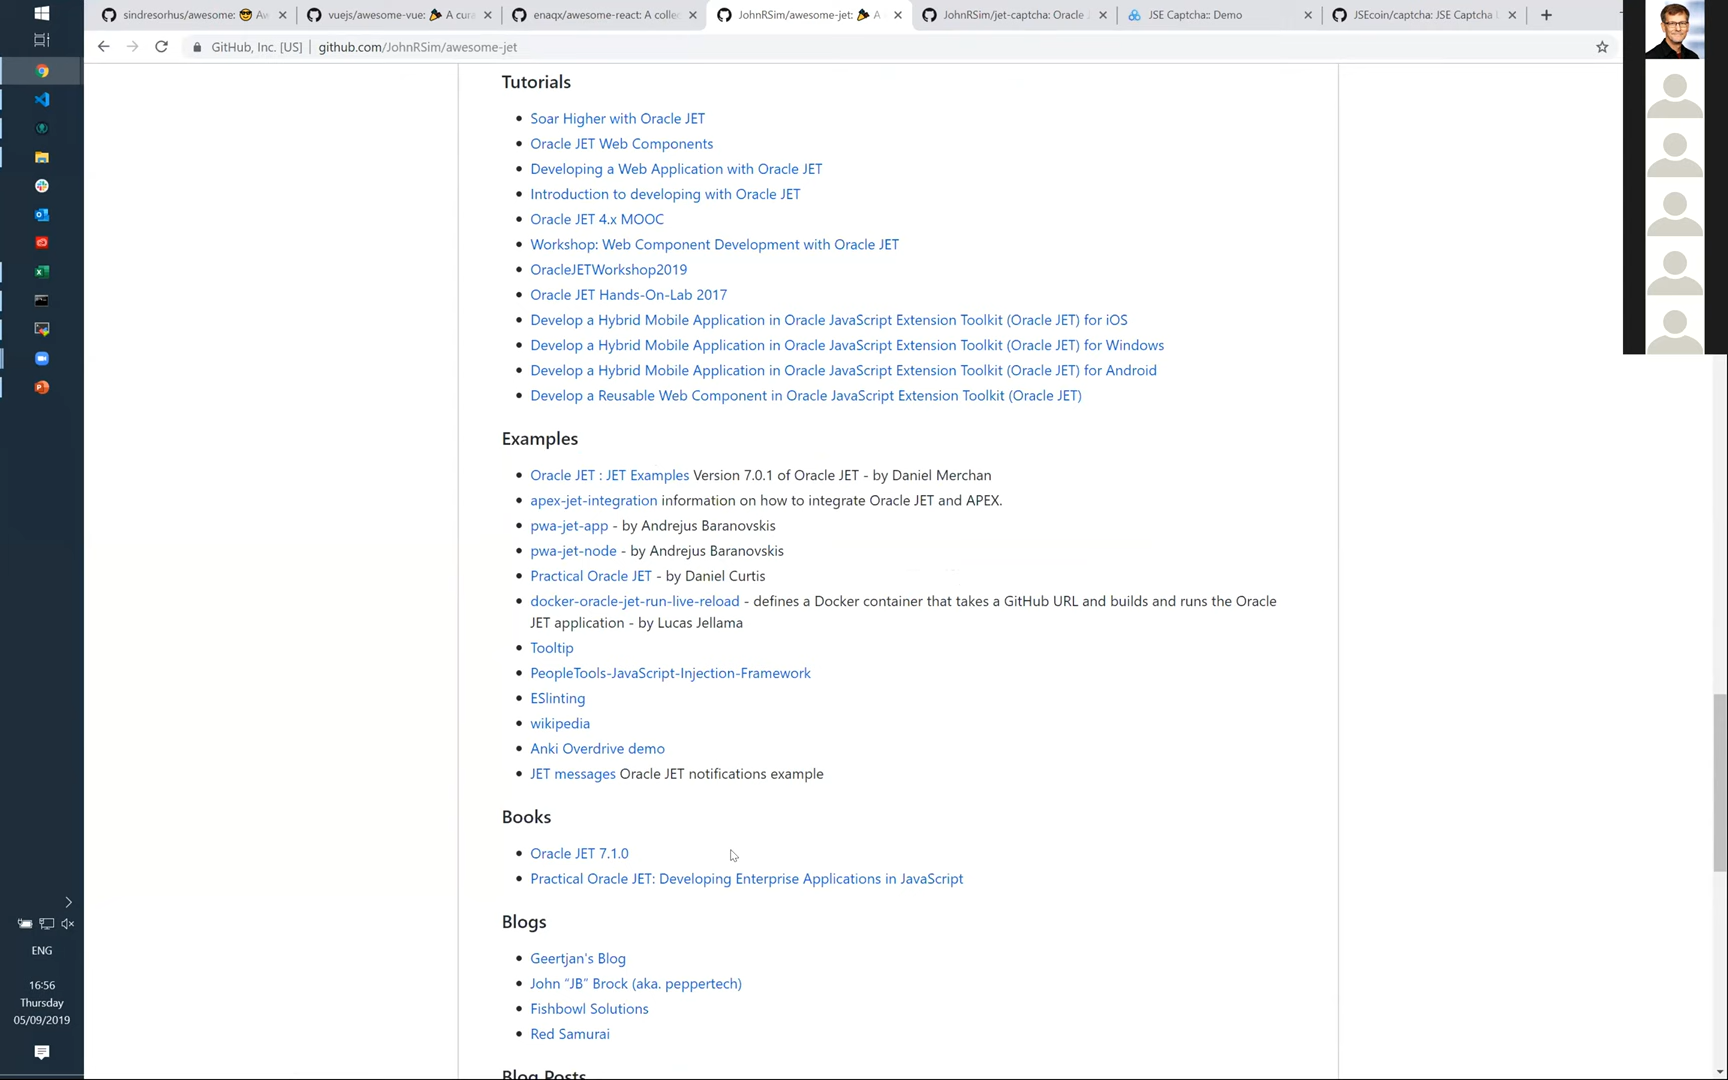 sindresorhus/awesome: 😎 Aw
vuejs/awesome-vue: 🎉 A cura
enaqx/awesome-react: A collec
JohnRSim/awesome-jet: 🎉 A
JohnRSim/jet-captcha: Oracle J
JSE Captcha:: Demo
JSEcoin/captcha: JSE Captcha U
GitHub, Inc. [US] | github.com/JohnRSim/awesome-jet
Tutorials
Soar Higher with Oracle JET
Oracle JET Web Components
Developing a Web Application with Oracle JET
Introduction to developing with Oracle JET
Oracle JET 4.x MOOC
Workshop: Web Component Development with Oracle JET
OracleJETWorkshop2019
Oracle JET Hands-On-Lab 2017
Develop a Hybrid Mobile Application in Oracle JavaScript Extension Toolkit (Oracle JET) for iOS
Develop a Hybrid Mobile Application in Oracle JavaScript Extension Toolkit (Oracle JET) for Windows
Develop a Hybrid Mobile Application in Oracle JavaScript Extension Toolkit (Oracle JET) for Android
Develop a Reusable Web Component in Oracle JavaScript Extension Toolkit (Oracle JET)
Examples
Oracle JET : JET Examples Version 7.0.1 of Oracle JET - by Daniel Merchan
apex-jet-integration information on how to integrate Oracle JET and APEX.
pwa-jet-app - by Andrejus Baranovskis
pwa-jet-node - by Andrejus Baranovskis
Practical Oracle JET - by Daniel Curtis
docker-oracle-jet-run-live-reload - defines a Docker container that takes a GitHub URL and builds and runs the Oracle
JET application - by Lucas Jellama
Tooltip
PeopleTools-JavaScript-Injection-Framework
ESlinting
wikipedia
Anki Overdrive demo
JET messages Oracle JET notifications example
Books
Oracle JET 7.1.0
Practical Oracle JET: Developing Enterprise Applications in JavaScript
Blogs
Geertjan's Blog
John “JB” Brock (aka. peppertech)
Fishbowl Solutions
Red Samurai
Blog Posts
ENG
16:56
Thursday
05/09/2019